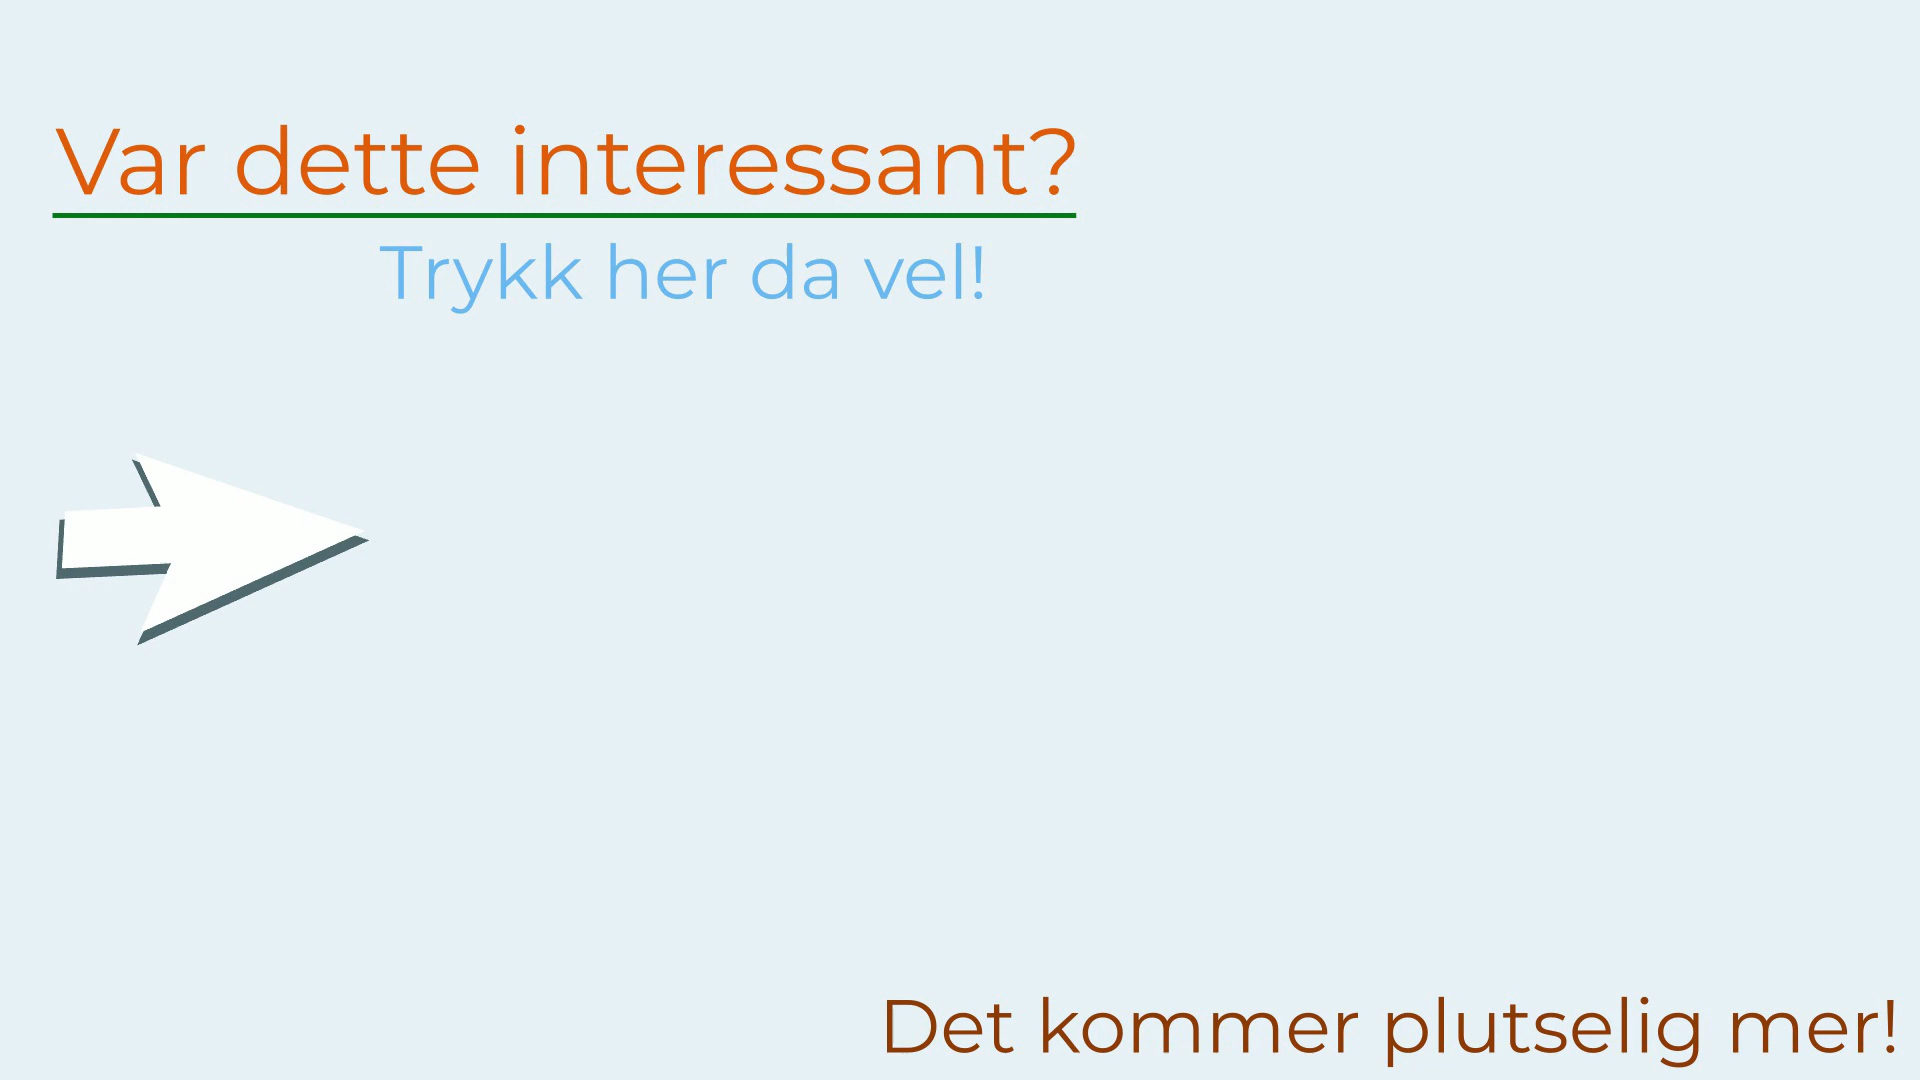 Var dette interessant?
Trykk her da vel!
Det kommer plutselig mer!